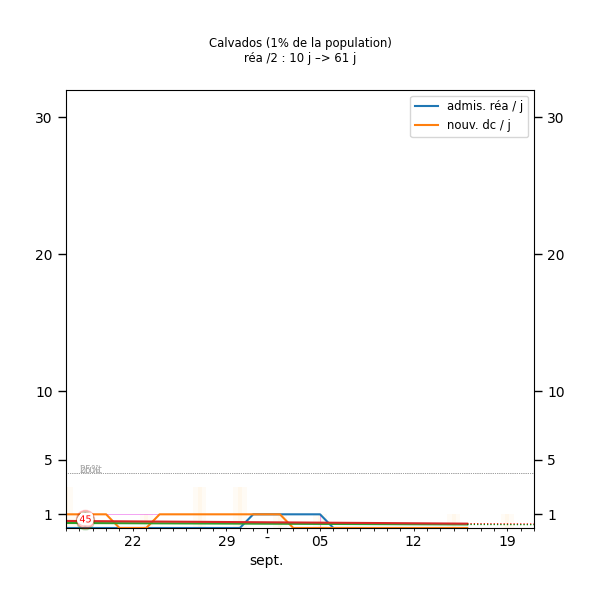 Calvados (1% de la population)
réa /2 : 10 j –> 61 j
admis. réa / j
nouv. dc / j
30 30
20 20
10 10
5 5
1 1
45
22 29 - 05 12 19
sept.